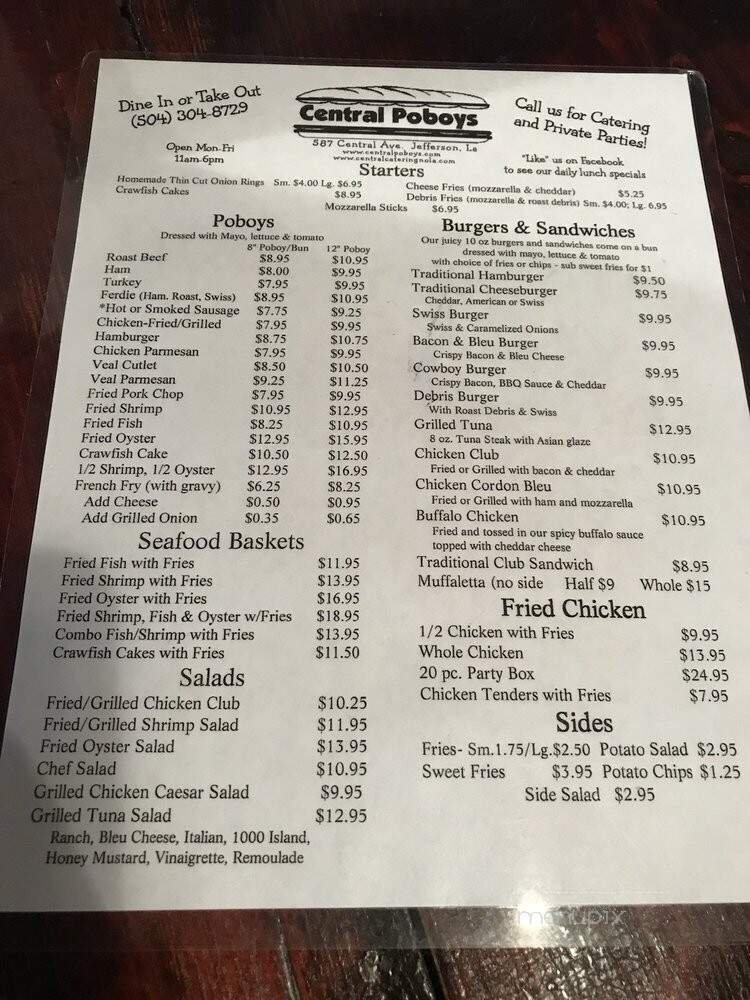 Dine In or Take Out
(504) 304-8729
Open Mon-Fri
11am-6pm
Central Poboys
587 Central Ave. Jefferson, La
www.centralpoboys.com
www.centralcateringnola.com
Call us for Catering
and Private Parties!
"Like" us on Facebook
to see our daily lunch specials
Starters
Homemade Thin Cut Onion Rings Sm. $4.00 Lg. $6.95
Crawfish Cakes $8.95
Cheese Fries (mozzarella & cheddar) $5.25
Debris Fries (mozzarella & roast debris) Sm. $4.00; Lg. 6.95
Mozzarella Sticks $6.95
Poboys
Dressed with Mayo, lettuce & tomato
8" Poboy/Bun 12" Poboy
Roast Beef $8.95 $10.95
Ham $8.00 $9.95
Turkey $7.95 $9.95
Ferdie (Ham. Roast, Swiss) $8.95 $10.95
*Hot or Smoked Sausage $7.75 $9.25
Chicken-Fried/Grilled $7.95 $9.95
Hamburger $8.75 $10.75
Chicken Parmesan $7.95 $9.95
Veal Cutlet $8.50 $10.50
Veal Parmesan $9.25 $11.25
Fried Pork Chop $7.95 $9.95
Fried Shrimp $10.95 $12.95
Fried Fish $8.25 $10.95
Fried Oyster $12.95 $15.95
Crawfish Cake $10.50 $12.50
1/2 Shrimp, 1/2 Oyster $12.95 $16.95
French Fry (with gravy) $6.25 $8.25
Add Cheese $0.50 $0.95
Add Grilled Onion $0.35 $0.65
Seafood Baskets
Fried Fish with Fries $11.95
Fried Shrimp with Fries $13.95
Fried Oyster with Fries $16.95
Fried Shrimp, Fish & Oyster w/Fries $18.95
Combo Fish/Shrimp with Fries $13.95
Crawfish Cakes with Fries $11.50
Salads
Fried/Grilled Chicken Club $10.25
Fried/Grilled Shrimp Salad $11.95
Fried Oyster Salad $13.95
Chef Salad $10.95
Grilled Chicken Caesar Salad $9.95
Grilled Tuna Salad $12.95
Ranch, Bleu Cheese, Italian, 1000 Island,
Honey Mustard, Vinaigrette, Remoulade
Burgers & Sandwiches
Our juicy 10 oz burgers and sandwiches come on a bun
dressed with mayo, lettuce & tomato
with choice of fries or chips - sub sweet fries for $1
Traditional Hamburger $9.50
Traditional Cheeseburger $9.75
Cheddar, American or Swiss
Swiss Burger $9.95
Swiss & Caramelized Onions
Bacon & Bleu Burger $9.95
Crispy Bacon & Bleu Cheese
Cowboy Burger $9.95
Crispy Bacon, BBQ Sauce & Cheddar
Debris Burger $9.95
With Roast Debris & Swiss
Grilled Tuna $12.95
8 oz. Tuna Steak with Asian glaze
Chicken Club $10.95
Fried or Grilled with bacon & cheddar
Chicken Cordon Bleu $10.95
Fried or Grilled with ham and mozzarella
Buffalo Chicken $10.95
Fried and tossed in our spicy buffalo sauce
topped with cheddar cheese
Traditional Club Sandwich $8.95
Muffaletta (no side Half $9 Whole $15
Fried Chicken
1/2 Chicken with Fries $9.95
Whole Chicken $13.95
20 pc. Party Box $24.95
Chicken Tenders with Fries $7.95
Sides
Fries- Sm.1.75/Lg.$2.50 Potato Salad $2.95
Sweet Fries $3.95 Potato Chips $1.25
Side Salad $2.95
menupix